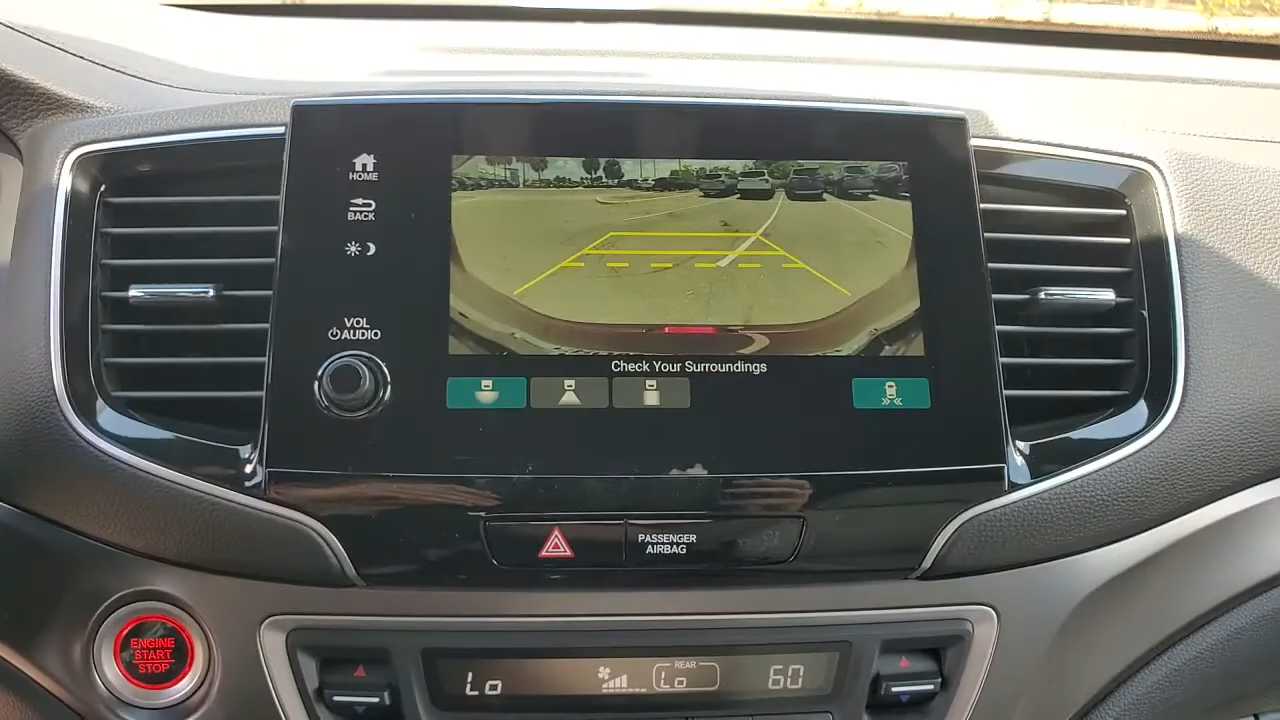 HOME
BACK
VOL
AUDIO
Check Your Surroundings
PASSENGER
AIRBAG
ENGINE
START
STOP
Lo
REAR
Lo
60